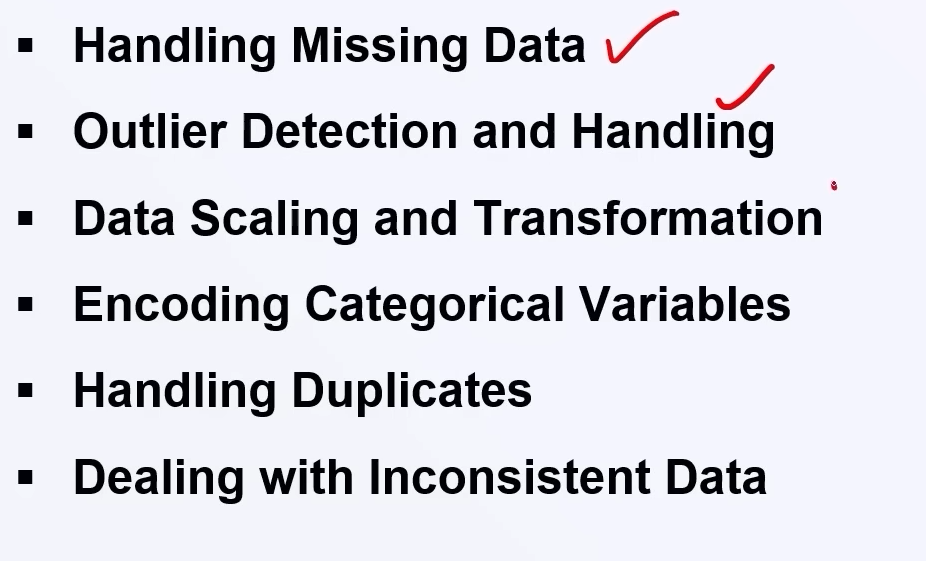 ▪ Handling Missing Data ✓
▪ Outlier Detection and Handling ✓
▪ Data Scaling and Transformation
▪ Encoding Categorical Variables
▪ Handling Duplicates
▪ Dealing with Inconsistent Data